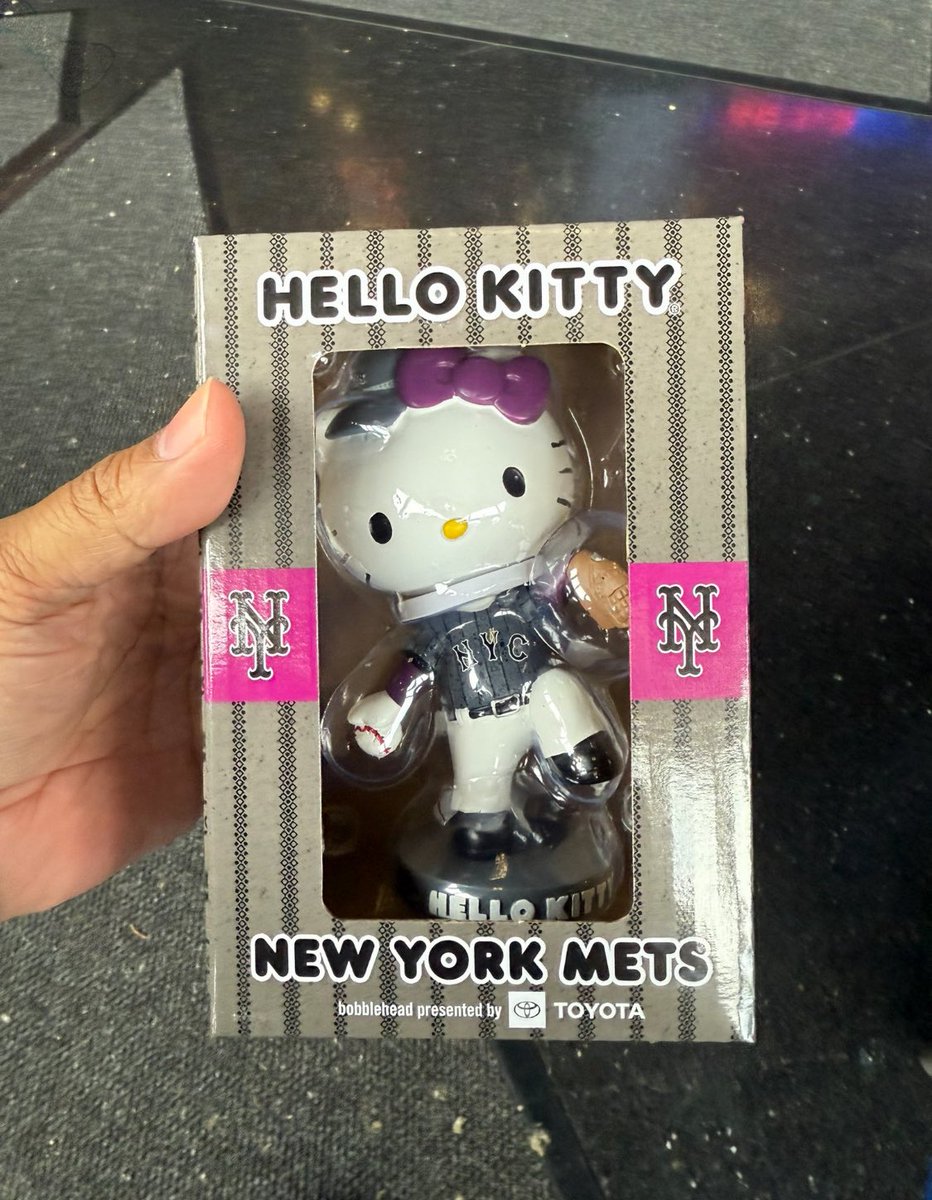 HELLO KITTY®
NY
NY
NYC
HELLO KITTY
NEW YORK METS
bobblehead presented by TOYOTA